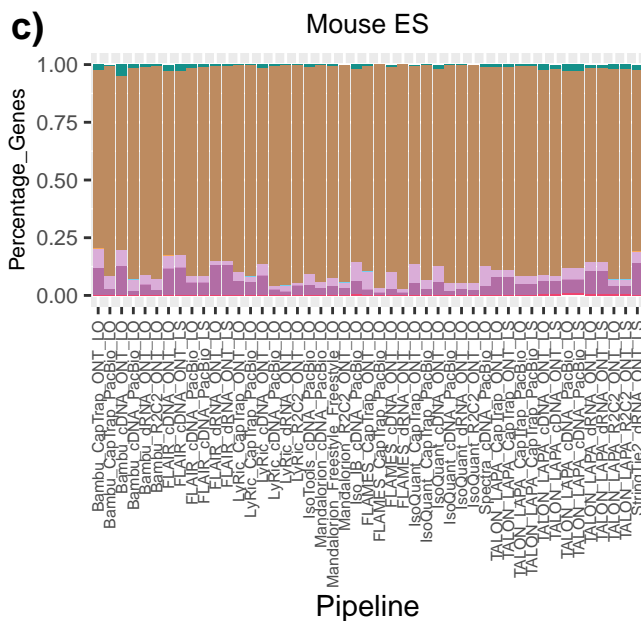 c)
Mouse ES
1.00
0.75
0.50
0.25
0.00
Percentage_Genes
Bambu_CapTrap_ONT_LO
Bambu_CapTrap_PacBio_LO
Bambu_cDNA_ONT_LO
Bambu_cDNA_PacBio_LO
Bambu_dRNA_ONT_LO
Bambu_R2C2_ONT_LO
FLAIR_cDNA_ONT_LO
FLAIR_cDNA_ONT_LS
FLAIR_cDNA_PacBio_LO
FLAIR_cDNA_PacBio_LS
FLAIR_dRNA_ONT_LO
FLAIR_dRNA_ONT_LS
LyRic_CapTrap_ONT_LO
LyRic_CapTrap_PacBio_LO
LyRic_cDNA_ONT_LO
LyRic_cDNA_PacBio_LO
LyRic_dRNA_ONT_LO
LyRic_R2C2_ONT_LO
IsoTools_cDNA_PacBio_LO
Mandalorion_cDNA_PacBio_LO
Mandalorion_Freestyle_Freestyle
Mandalorion_R2C2_ONT_LO
Iso_IB_cDNA_PacBio_LO
FLAMES_CapTrap_ONT_LO
FLAMES_CapTrap_PacBio_LO
FLAMES_cDNA_ONT_LO
FLAMES_dRNA_ONT_LO
IsoQuant_CapTrap_ONT_LO
IsoQuant_CapTrap_PacBio_LO
IsoQuant_cDNA_ONT_LO
IsoQuant_cDNA_PacBio_LO
IsoQuant_dRNA_ONT_LO
IsoQuant_R2C2_ONT_LO
Spectra_cDNA_PacBio_LO
TALON_LAPA_CapTrap_ONT_LO
TALON_LAPA_CapTrap_ONT_LS
TALON_LAPA_CapTrap_PacBio_LO
TALON_LAPA_CapTrap_PacBio_LS
TALON_LAPA_cDNA_ONT_LO
TALON_LAPA_cDNA_ONT_LS
TALON_LAPA_cDNA_PacBio_LO
TALON_LAPA_cDNA_PacBio_LS
TALON_LAPA_dRNA_ONT_LO
TALON_LAPA_dRNA_ONT_LS
TALON_LAPA_R2C2_ONT_LO
TALON_LAPA_R2C2_ONT_LS
StringTie2_dRNA_ONT_LS
Pipeline